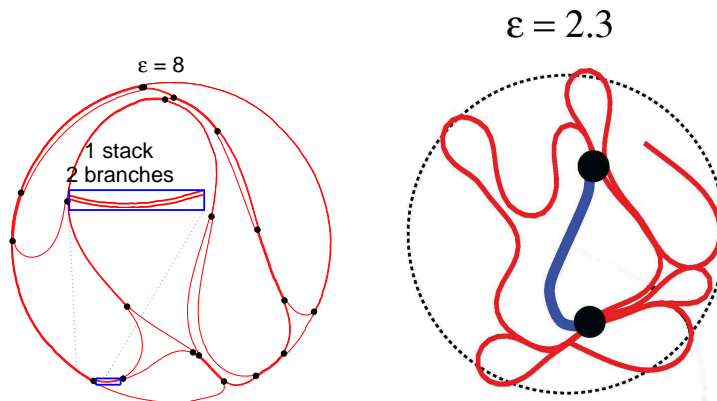 ε = 8
1 stack
2 branches
ε = 2.3